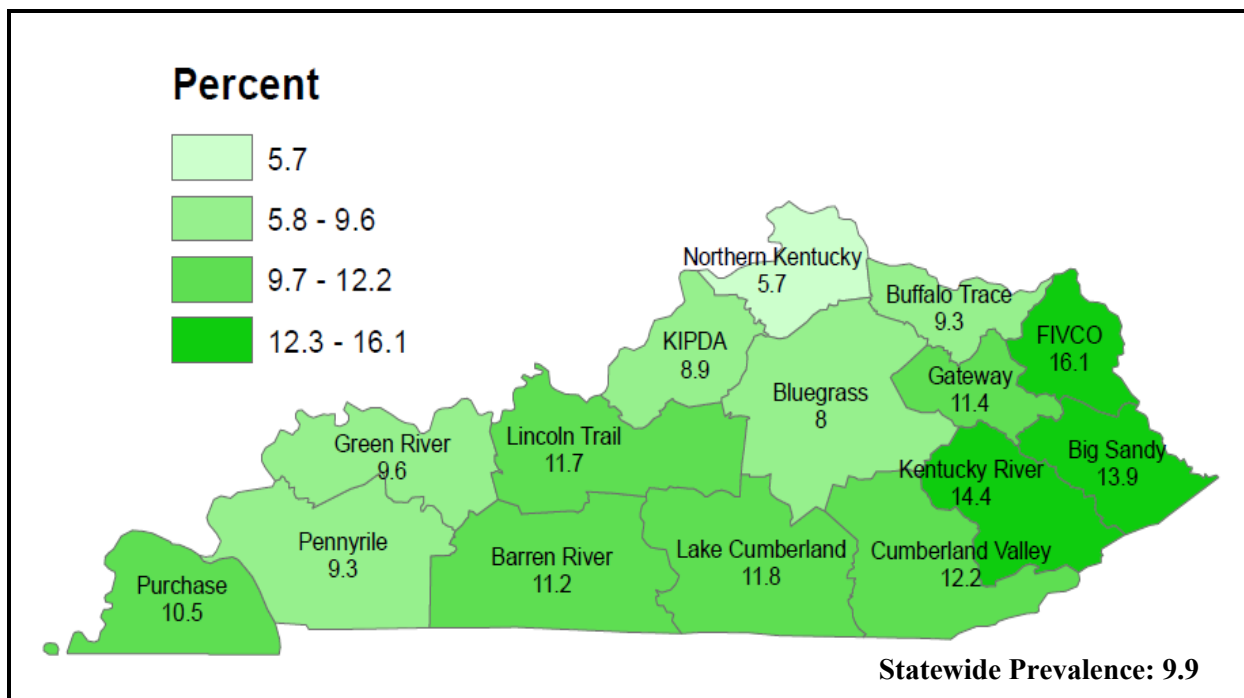 Percent
5.7
5.8 - 9.6
9.7 - 12.2
12.3 - 16.1
Northern Kentucky
5.7
Buffalo Trace
9.3
FIVCO
16.1
KIPDA
8.9
Gateway
11.4
Bluegrass
8
Green River
9.6
Lincoln Trail
11.7
Big Sandy
13.9
Kentucky River
14.4
Pennyrile
9.3
Barren River
11.2
Lake Cumberland
11.8
Cumberland Valley
12.2
Purchase
10.5
Statewide Prevalence: 9.9